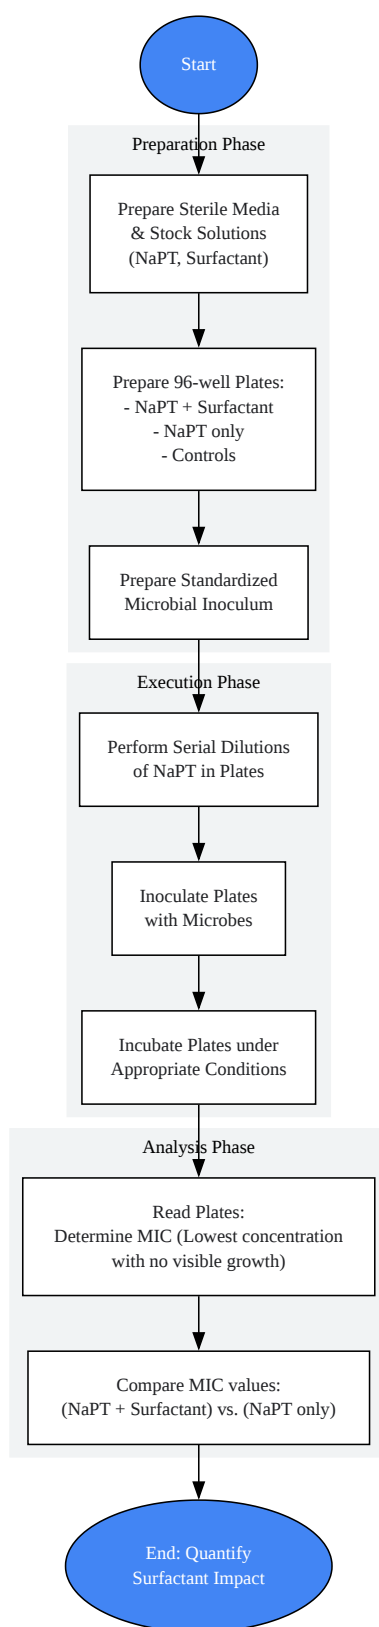 Start
Preparation Phase
Prepare Sterile Media
& Stock Solutions
(NaPT, Surfactant)
Prepare 96-well Plates:
- NaPT + Surfactant
- NaPT only
- Controls
Prepare Standardized
Microbial Inoculum
Execution Phase
Perform Serial Dilutions
of NaPT in Plates
Inoculate Plates
with Microbes
Incubate Plates under
Appropriate Conditions
Analysis Phase
Read Plates:
Determine MIC (Lowest concentration
with no visible growth)
Compare MIC values:
(NaPT + Surfactant) vs. (NaPT only)
End: Quantify
Surfactant Impact